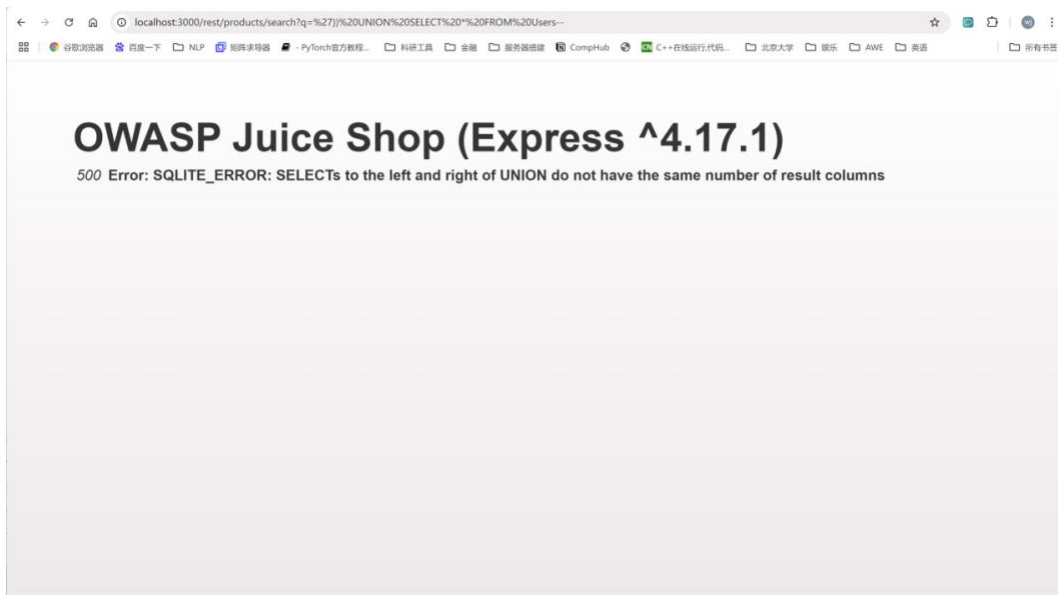 localhost:3000/rest/products/search?q=%27))%20UNION%20SELECT%20*%20FROM%20Users--
谷歌浏览器 百度一下 NLP 矩阵求导器 - PyTorch官方教程... 科研工具 金融 服务器搭建 CompHub C++在线运行,代码... 北京大学 娱乐 AWE 英语 所有书签
OWASP Juice Shop (Express ^4.17.1)
500 Error: SQLITE_ERROR: SELECTs to the left and right of UNION do not have the same number of result columns